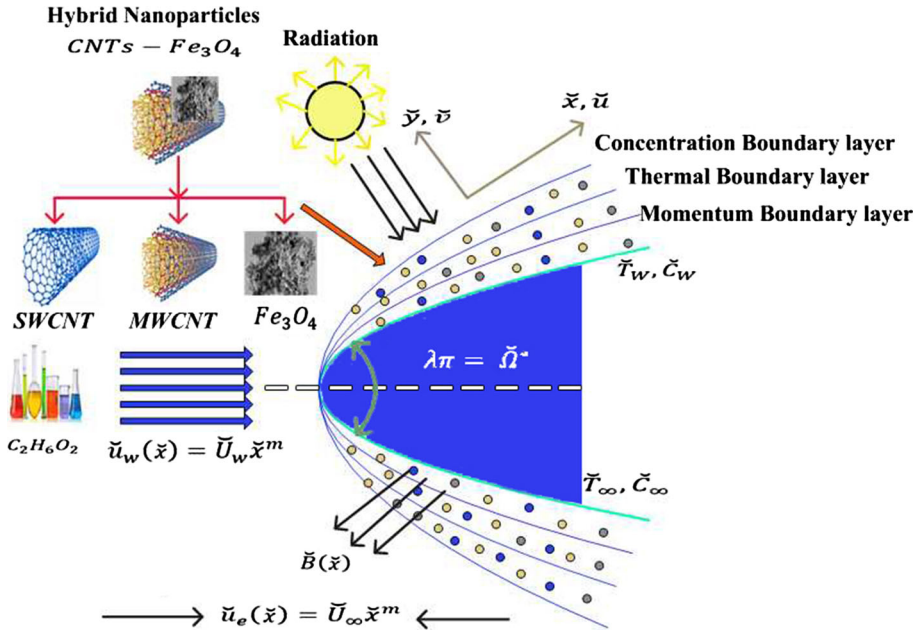 Hybrid Nanoparticles
CNTs − Fe₃O₄
Radiation
y̆, v̆
x̆, ŭ
Concentration Boundary layer
Thermal Boundary layer
Momentum Boundary layer
T̆_W, C̆_W
SWCNT
MWCNT
Fe₃O₄
λπ = Ω̆*
C₂H₆O₂
ŭ_w(x̆) = Ŭ_w x̆^m
T̆_∞, C̆_∞
B̆(x̆)
ŭ_e(x̆) = Ŭ_∞ x̆^m